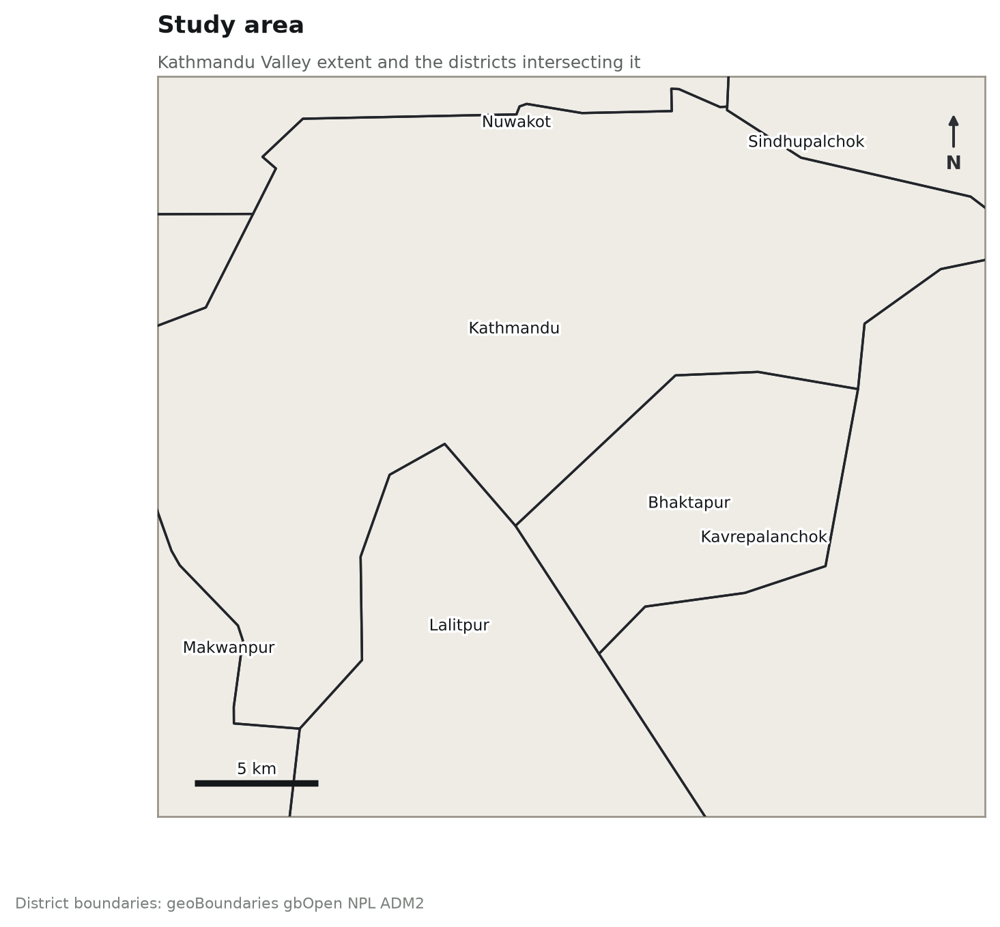 Study area
Kathmandu Valley extent and the districts intersecting it
Nuwakot
Sindhupalchok
N
Kathmandu
Bhaktapur
Kavrepalanchok
Lalitpur
Makwanpur
5 km
District boundaries: geoBoundaries gbOpen NPL ADM2